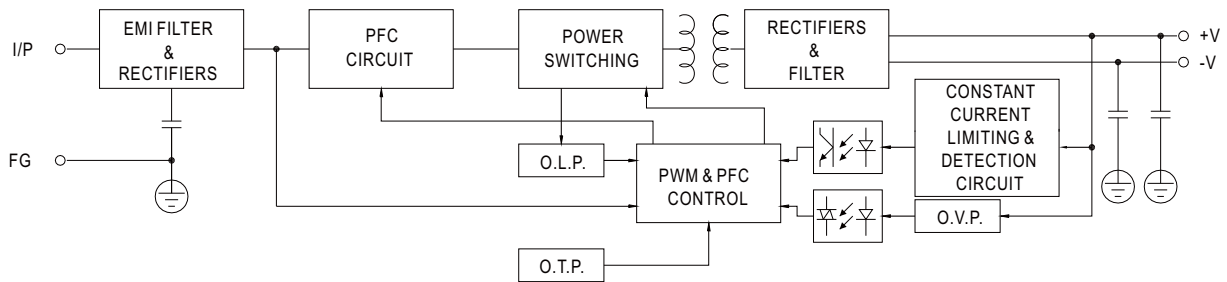 I/P
EMI FILTER
&
RECTIFIERS
PFC
CIRCUIT
POWER
SWITCHING
RECTIFIERS
&
FILTER
+V
-V
CONSTANT
CURRENT
LIMITING &
DETECTION
CIRCUIT
FG
O.L.P.
PWM & PFC
CONTROL
O.V.P.
O.T.P.